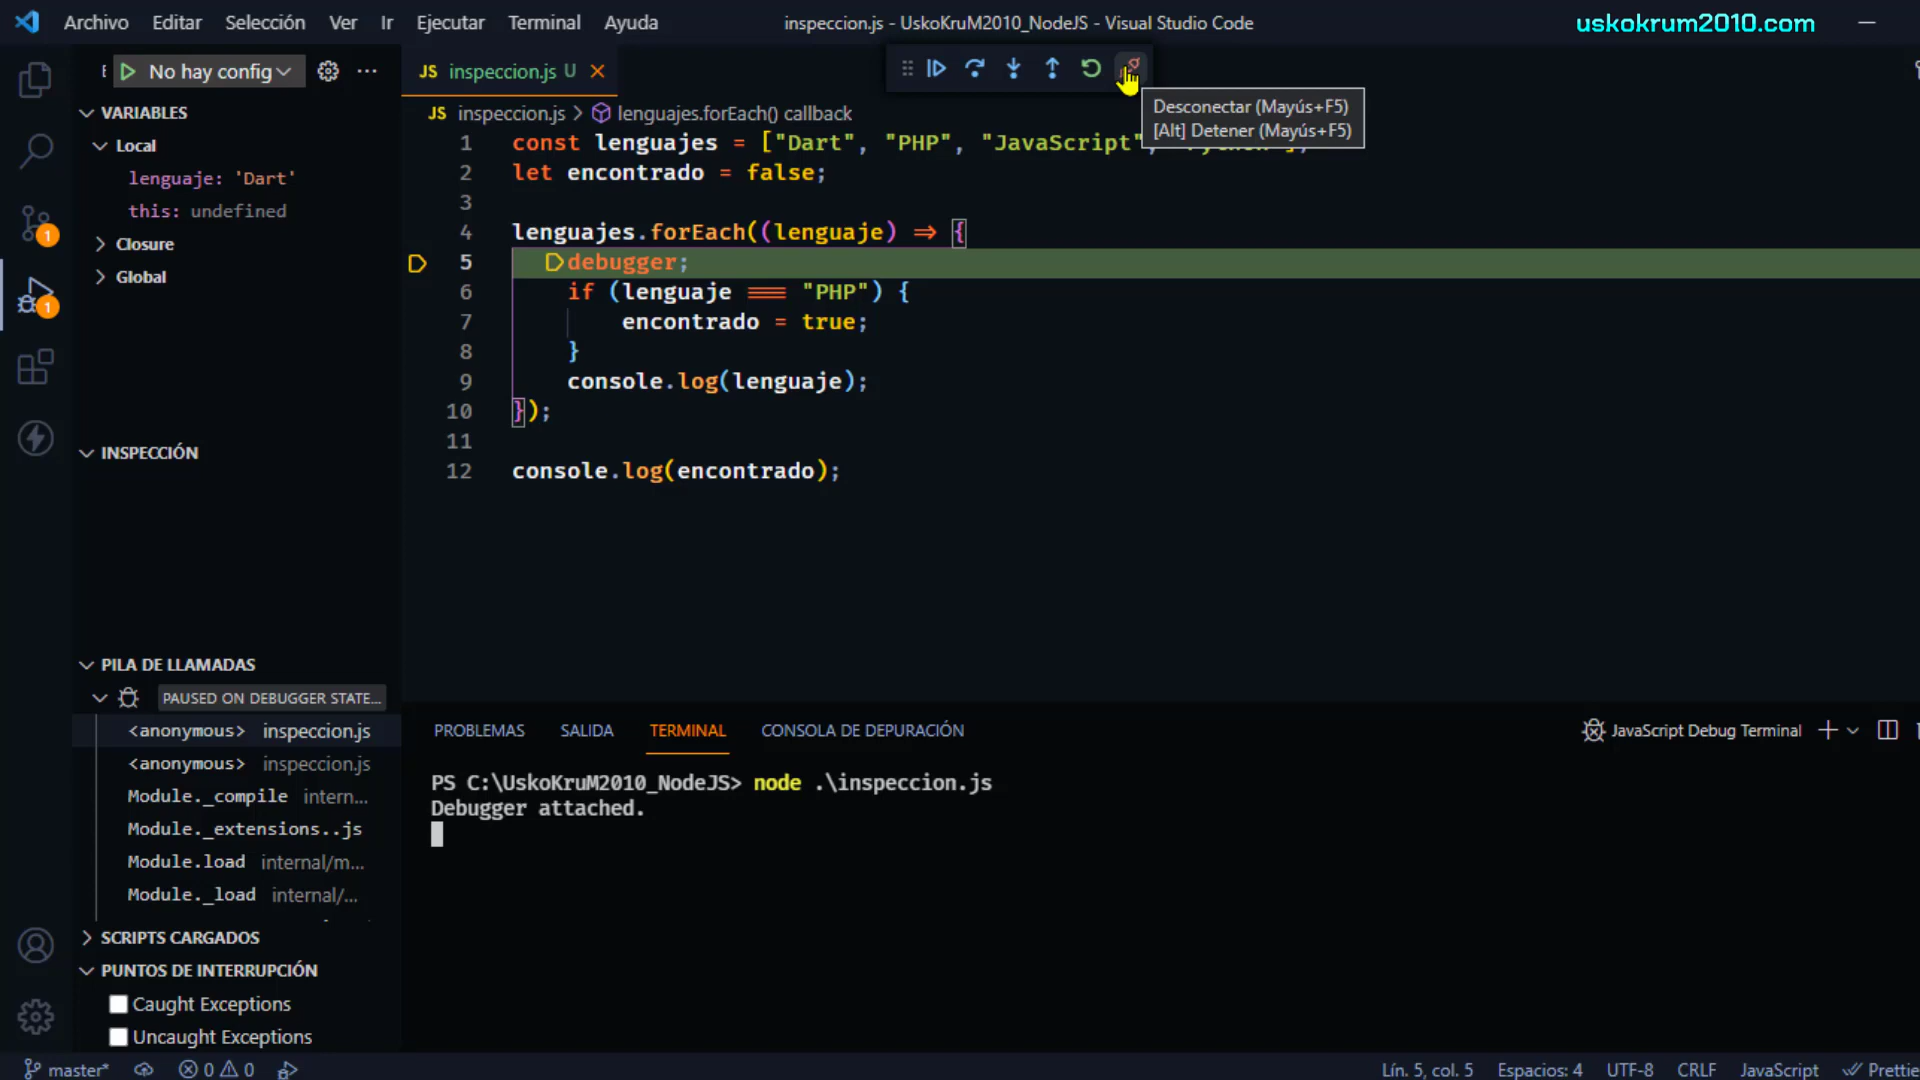 Archivo Editar Selección Ver Ir Ejecutar Terminal Ayuda
inspeccion.js - UskoKruM2010_NodeJS - Visual Studio Code
uskokrum2010.com
No hay config
JS inspeccion.js U
Desconectar (Mayús+F5)
[Alt] Detener (Mayús+F5)
VARIABLES
Local
lenguaje: 'Dart'
this: undefined
Closure
Global
INSPECCIÓN
PILA DE LLAMADAS
PAUSED ON DEBUGGER STATE...
<anonymous> inspeccion.js
<anonymous> inspeccion.js
Module._compile intern...
Module._extensions..js
Module.load internal/m...
Module._load internal/...
SCRIPTS CARGADOS
PUNTOS DE INTERRUPCIÓN
Caught Exceptions
Uncaught Exceptions
JS inspeccion.js > lenguajes.forEach() callback
1 const lenguajes = ["Dart", "PHP", "JavaScript"
2 let encontrado = false;
3
4 lenguajes.forEach((lenguaje) => {
5 debugger;
6 if (lenguaje === "PHP") {
7 encontrado = true;
8 }
9 console.log(lenguaje);
10 });
11
12 console.log(encontrado);
PROBLEMAS SALIDA TERMINAL CONSOLA DE DEPURACIÓN
JavaScript Debug Terminal
PS C:\UskoKruM2010_NodeJS> node .\inspeccion.js
Debugger attached.
1
1
master* 0 0
Lín. 5, col. 5 Espacios: 4 UTF-8 CRLF JavaScript Prettie